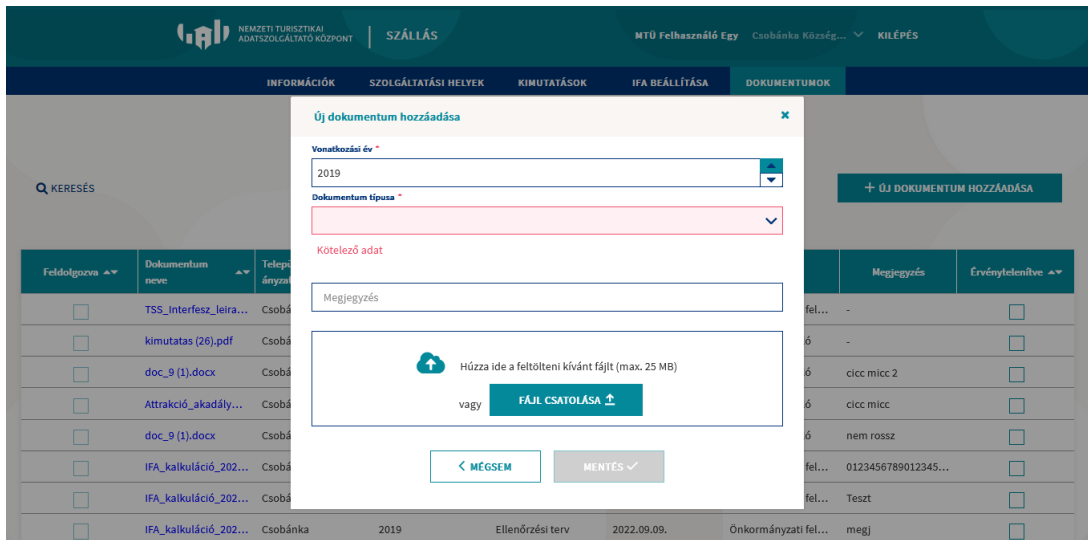 NEMZETI TURISZTIKAI
ADATSZOLGÁLTATÓ KÖZPONT
SZÁLLÁS
MTÜ Felhasználó Egy Csobánka Község... KILÉPÉS
INFORMÁCIÓK SZOLGÁLTATÁSI HELYEK KIMUTATÁSOK IFA BEÁLLÍTÁSA DOKUMENTUMOK
Új dokumentum hozzáadása
Vonatkozási év *
2019
Dokumentum típusa *
Kötelező adat
Megjegyzés
Húzza ide a feltölteni kívánt fájlt (max. 25 MB)
vagy FÁJL CSATOLÁSA
MÉGSEM MENTÉS
KERESÉS
+ ÚJ DOKUMENTUM HOZZÁADÁSA
Feldolgozva Dokumentum neve Megjegyzés Érvénytelenítve
TSS_Interfesz_leira... Csobá fel... -
kimutatas (26).pdf Csobá ó -
doc_9 (1).docx Csobá ó cicc micc 2
Attrakció_akadály... Csobá ó cicc micc
doc_9 (1).docx Csobá ó nem rossz
IFA_kalkuláció_202... Csobá fel...0123456789012345...
IFA_kalkuláció_202... Csobá fel... Teszt
IFA_kalkuláció_202... Csobánka 2019 Ellenőrzési terv 2022.09.09. Önkormányzati fel... megj